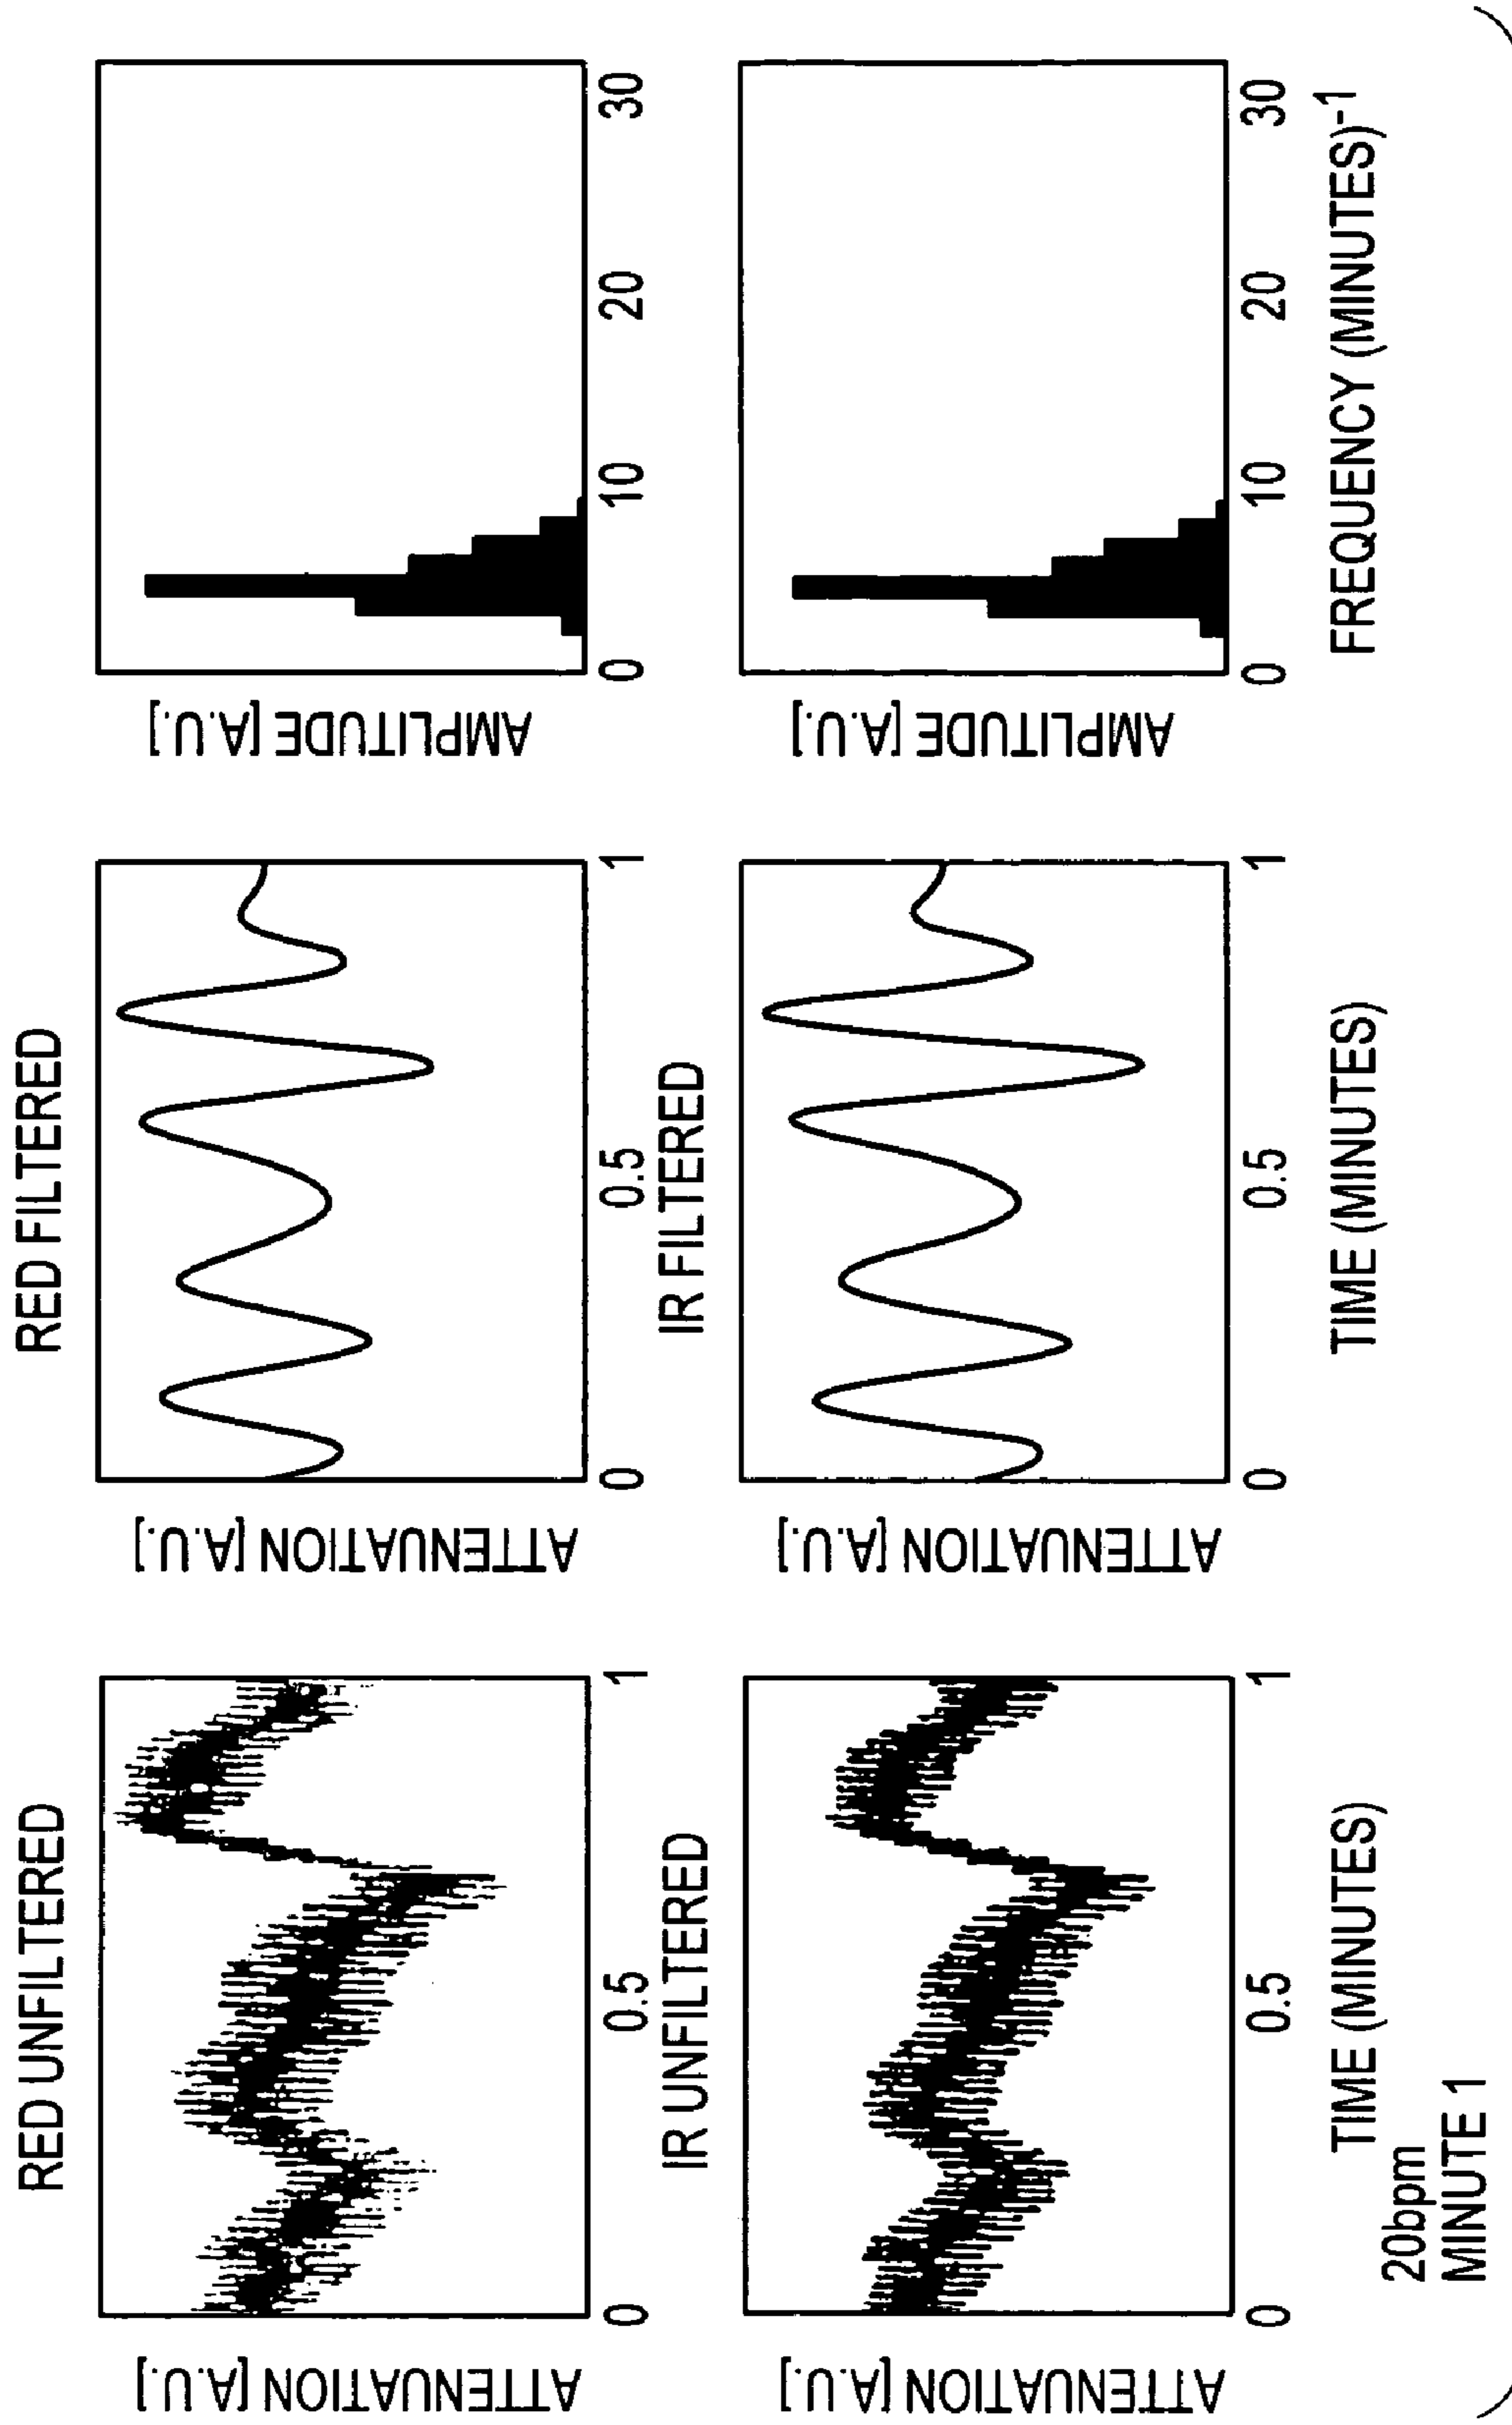 RED UNFILTERED
ATTENUATION [A.U.]
0
0.5
1
RED FILTERED
ATTENUATION [A.U.]
0
0.5
1
AMPLITUDE [A.U.]
0
10
20
30
IR UNFILTERED
ATTENUATION [A.U.]
0
0.5
1
TIME (MINUTES)
IR FILTERED
ATTENUATION [A.U.]
0
0.5
1
TIME (MINUTES)
AMPLITUDE [A.U.]
0
10
20
30
FREQUENCY (MINUTES)-1
20bpm
MINUTE 1